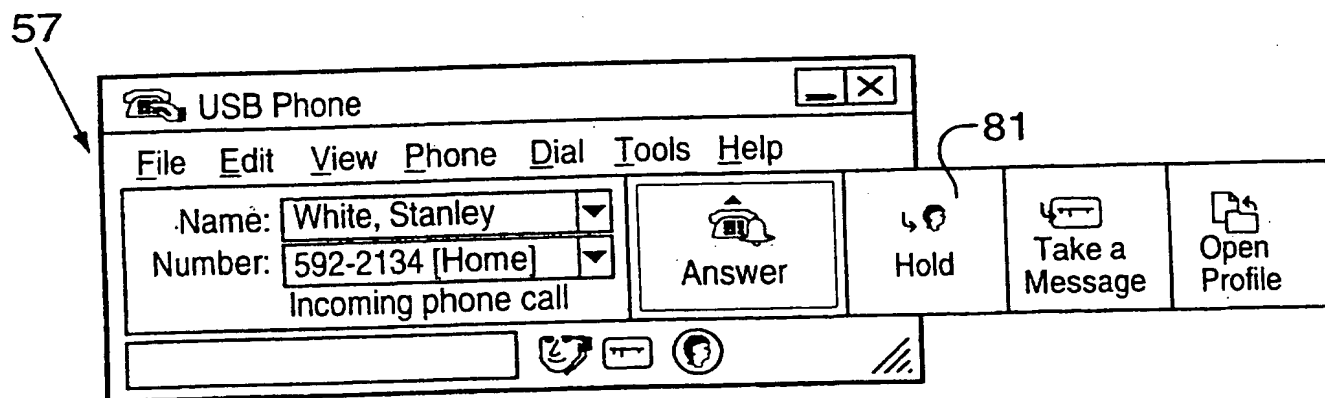 57
USB Phone
File Edit View Phone Dial Tools Help
81
Name: White, Stanley
Number: 592-2134 [Home]
Incoming phone call
Answer
Hold
Take a
Message
Open
Profile